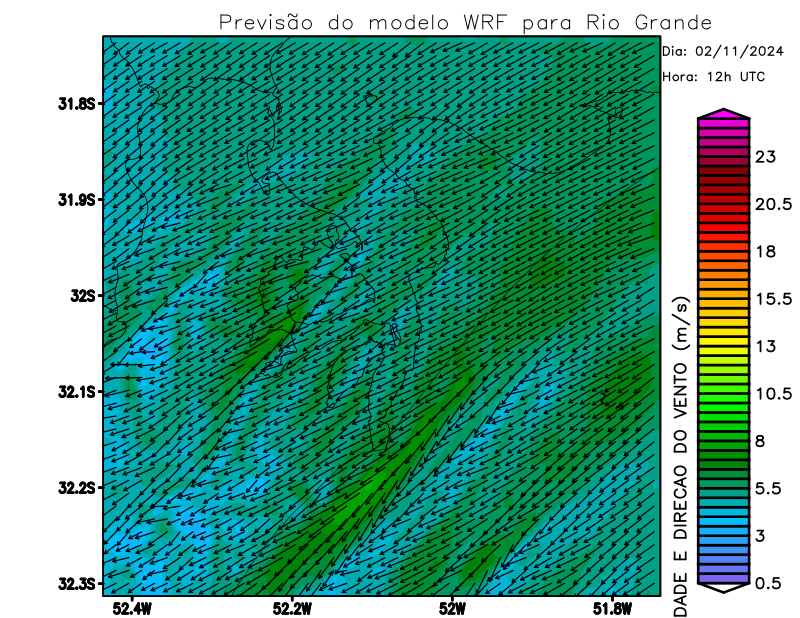 Previsão do modelo WRF para Rio Grande
Dia: 02/11/2024
Hora: 12h UTC
31.8S
31.9S
32S
32.1S
32.2S
32.3S
52.4W
52.2W
52W
51.8W
23
20.5
18
15.5
13
10.5
8
5.5
3
0.5
DADE E DIRECAO DO VENTO (m/s)